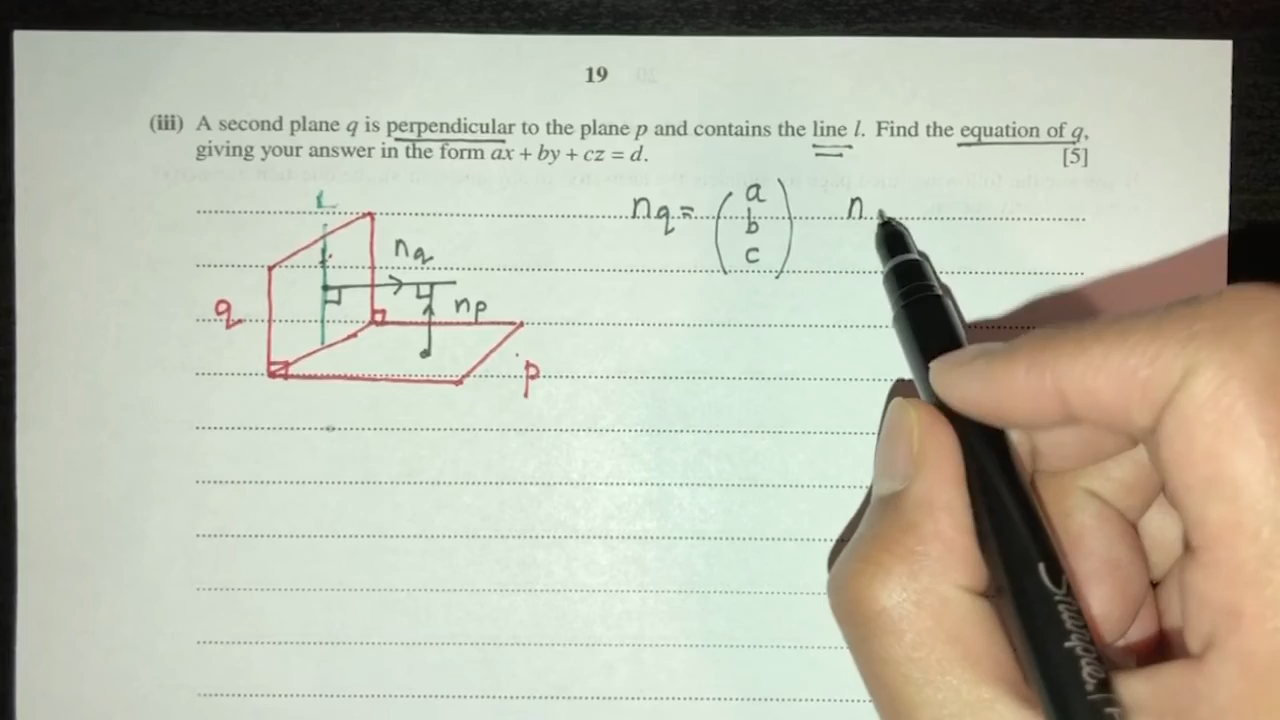 19
(iii) A second plane q is perpendicular to the plane p and contains the line l. Find the equation of q,
giving your answer in the form ax + by + cz = d.
[5]
L
nq = ( a
b
c )
n
nq
np
q
p
Sharpie